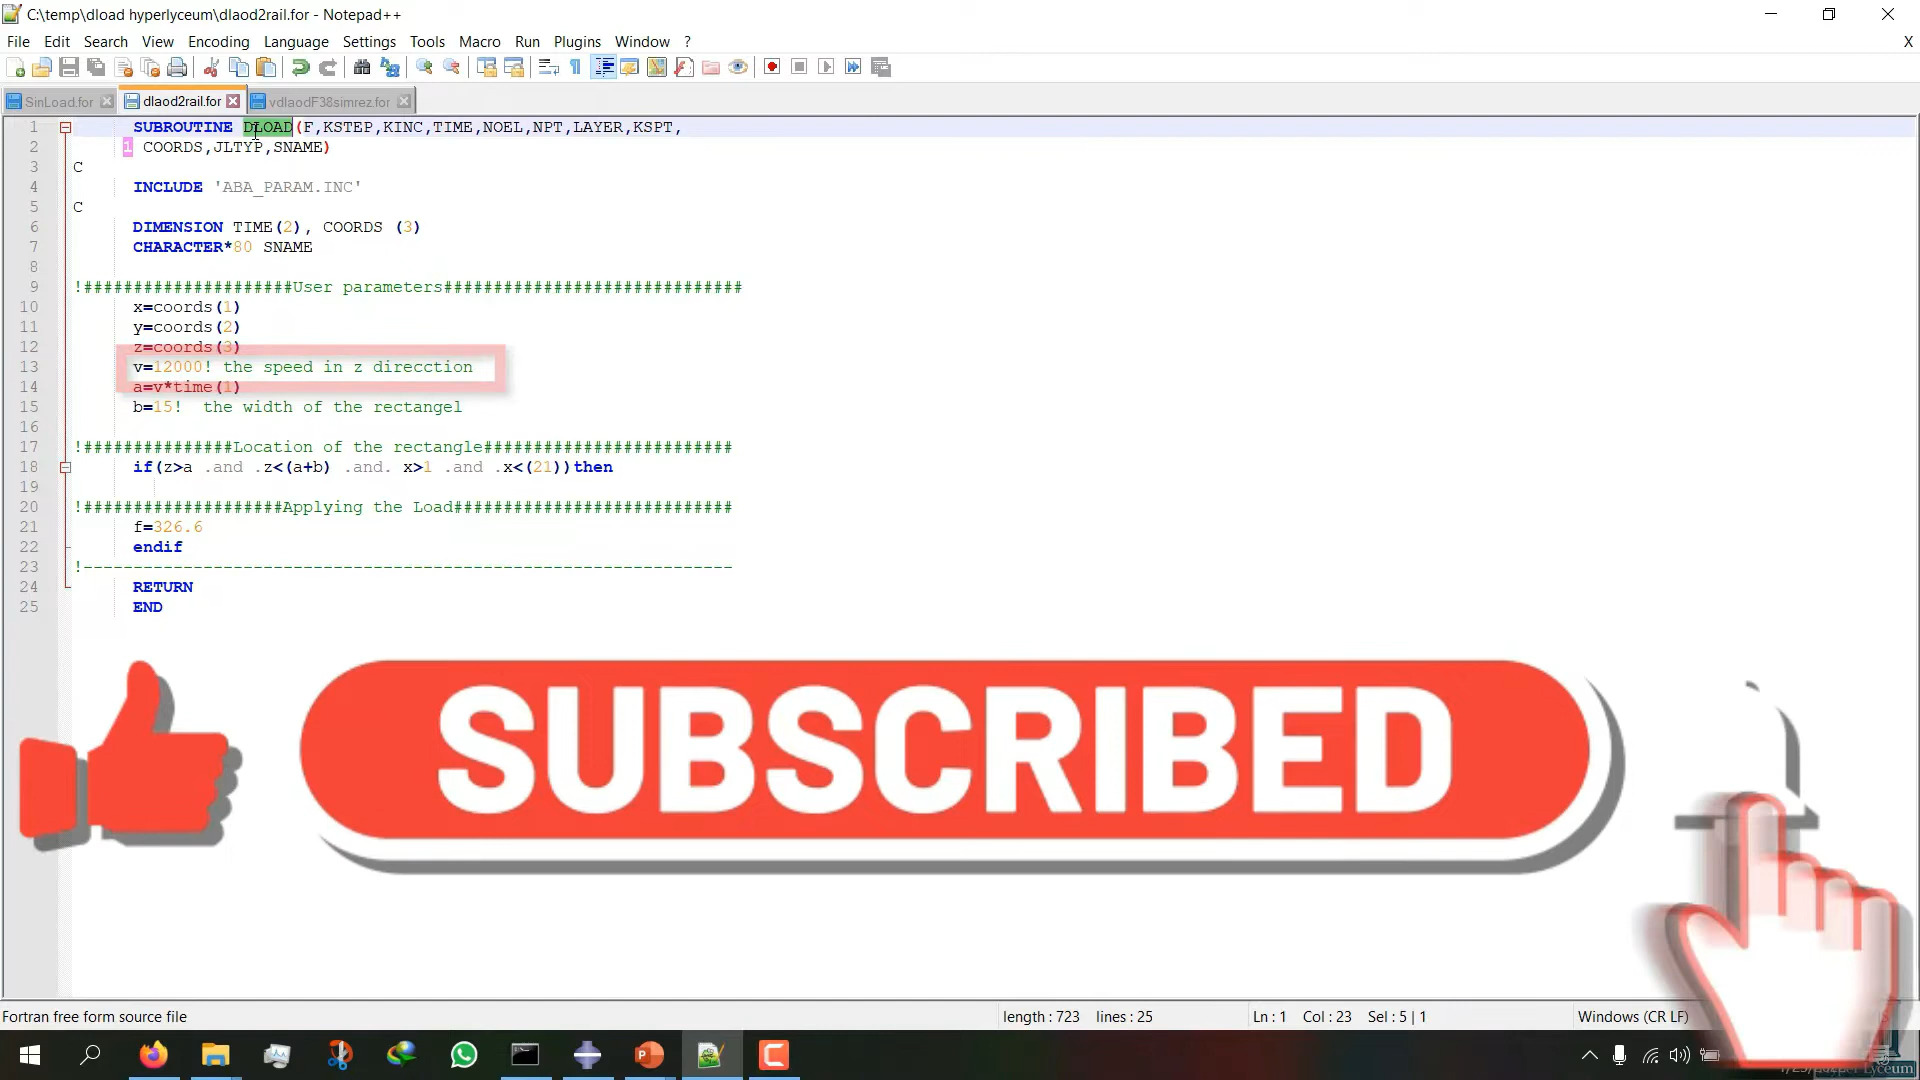 C:\temp\dload hyperlyceum\dlaod2rail.for - Notepad++
File Edit Search View Encoding Language Settings Tools Macro Run Plugins Window ? X
SinLoad.for dlaod2rail.for vdlaodF38simrez.for
1 SUBROUTINE DLOAD(F,KSTEP,KINC,TIME,NOEL,NPT,LAYER,KSPT,
2 1 COORDS,JLTYP,SNAME)
3 C
4 INCLUDE 'ABA_PARAM.INC'
5 C
6 DIMENSION TIME(2), COORDS (3)
7 CHARACTER*80 SNAME
8
9 !#####################User parameters##############################
10 x=coords(1)
11 y=coords(2)
12 z=coords(3)
13 v=12000! the speed in z direcction
14 a=v*time(1)
15 b=15!  the width of the rectangel
16
17 !###############Location of the rectangle#########################
18 if(z>a .and .z<(a+b) .and. x>1 .and .x<(21))then
19
20 !####################Applying the Load############################
21 f=326.6
22 endif
23 !-----------------------------------------------------------------
24 RETURN
25 END
SUBSCRIBED
Fortran free form source file length : 723 lines : 25 Ln : 1 Col : 23 Sel : 5 | 1 Windows (CR LF)
Lyceum